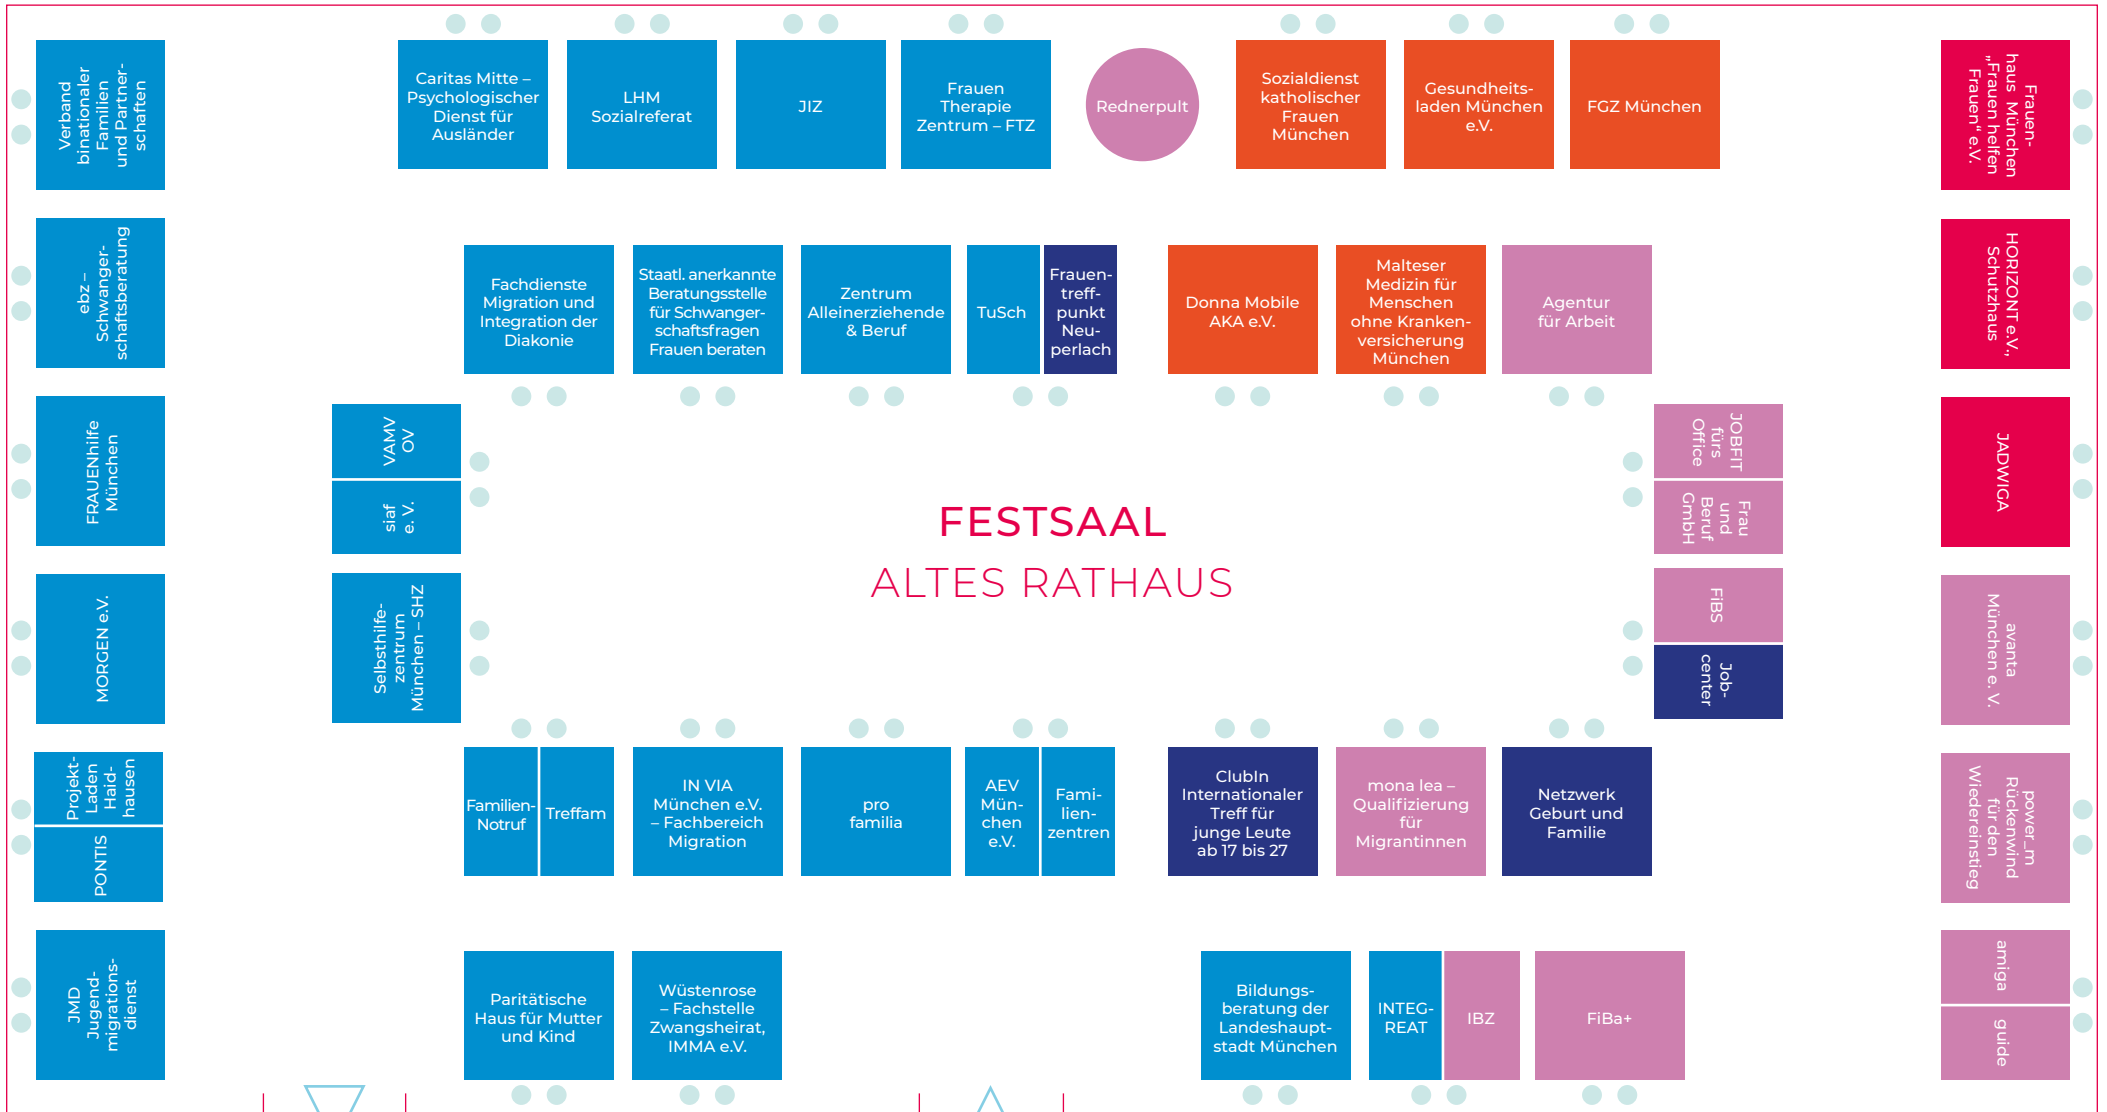 Verband
binationaler
Familien
und Partner-
schaften
Caritas Mitte –
Psychologischer
Dienst für
Ausländer
LHM
Sozialreferat
JIZ
Frauen
Therapie
Zentrum – FTZ
Rednerpult
Sozialdienst
katholischer
Frauen
München
Gesundheits-
laden München
e.V.
FGZ München
Frauen-
haus München
„Frauen helfen
Frauen“ e.V.
ebz –
Schwanger-
schaftsberatung
Fachdienste
Migration und
Integration der
Diakonie
Staatl. anerkannte
Beratungsstelle
für Schwanger-
schaftsfragen
Frauen beraten
Zentrum
Alleinerziehende
& Beruf
TuSch
Frauen-
treff-
punkt
Neu-
perlach
Donna Mobile
AKA e.V.
Malteser
Medizin für
Menschen
ohne Kranken-
versicherung
München
Agentur
für Arbeit
HORIZONT e.V.,
Schutzhaus
FRAUENhilfe
München
VAMV
OV
siaf
e. V.
FESTSAAL
ALTES RATHAUS
JOBFIT
fürs
Office
Frau
und
Beruf
GmbH
JADWIGA
MORGEN e.V.
Selbsthilfe-
zentrum
München – SHZ
FiBS
Job-
center
avanta
München e. V.
Projekt-
Laden
Haid-
hausen
PONTIS
Familien-
Notruf
Treffam
IN VIA
München e.V.
– Fachbereich
Migration
pro
familia
AEV
Mün-
chen
e.V.
Fami-
lien-
zentren
ClubIn
Internationaler
Treff für
junge Leute
ab 17 bis 27
mona lea –
Qualifizierung
für
Migrantinnen
Netzwerk
Geburt und
Familie
power_m
Rückenwind
für den
Wiedereinstieg
JMD
Jugend-
migrations-
dienst
Paritätische
Haus für Mutter
und Kind
Wüstenrose
– Fachstelle
Zwangsheirat,
IMMA e.V.
Bildungs-
beratung der
Landeshaupt-
stadt München
INTEG-
REAT
IBZ
FiBa+
amiga
guide